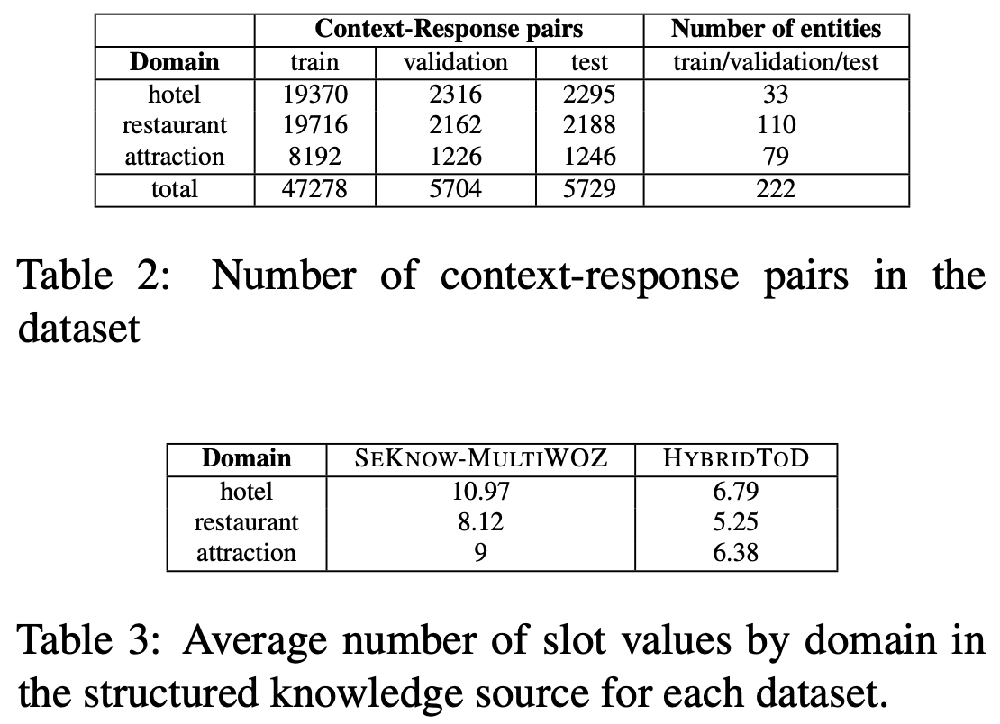 Context-Response pairs Number of entities
Domain train validation test train/validation/test
hotel 19370 2316 2295 33
restaurant 19716 2162 2188 110
attraction 8192 1226 1246 79
total 47278 5704 5729 222
Table 2: Number of context-response pairs in the
dataset
Domain SEKNOW-MULTIWOZ HYBRIDTOD
hotel 10.97 6.79
restaurant 8.12 5.25
attraction 9 6.38
Table 3: Average number of slot values by domain in
the structured knowledge source for each dataset.